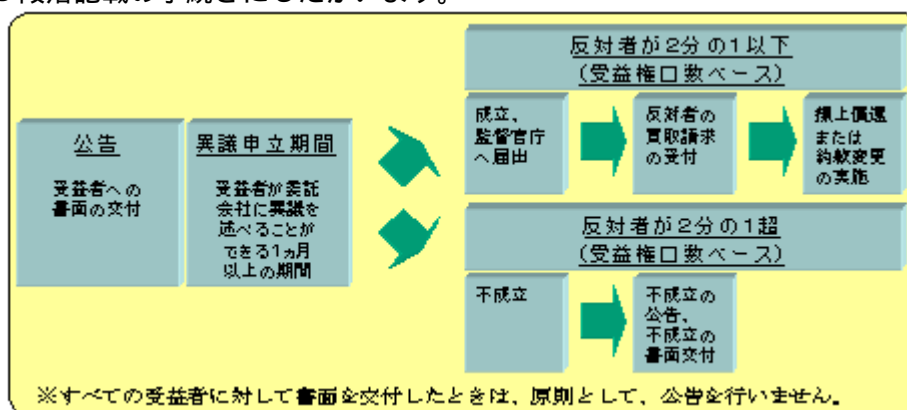 記載の手続きにしたがいます。
反対者が2分の1以下
(受益権口数ベース)
公告
受益者への
書面の交付
異議申立期間
受益者が委託
会社に異議を
述べることが
できる1ヵ月
以上の期間
成立、
監督官庁
へ届出
反対者の
買取請求
の受付
繰上償還
または
約款変更
の実施
反対者が2分の1超
(受益権口数ベース)
不成立
不成立の
公告、
不成立の
書面交付
※すべての受益者に対して書面を交付したときは、原則として、公告を行いません。